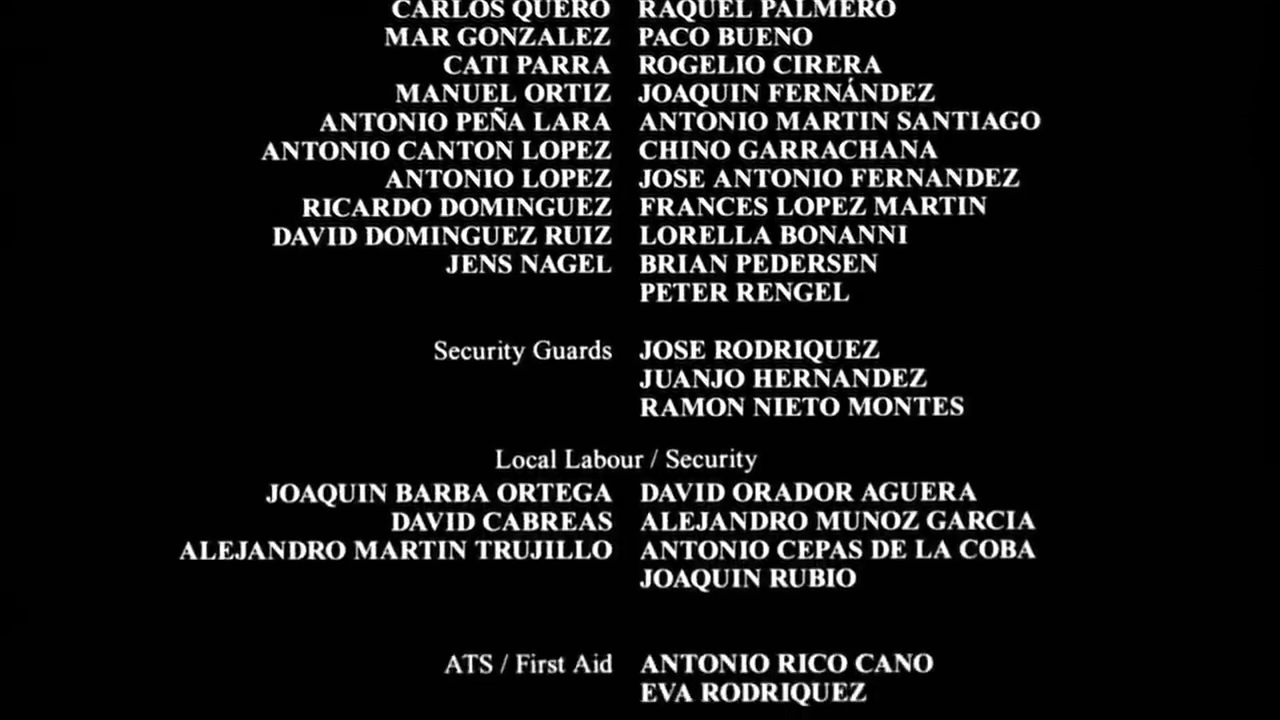 CARLOS QUERO RAQUEL PALMERO
MAR GONZALEZ PACO BUENO
CATI PARRA ROGELIO CIRERA
MANUEL ORTIZ JOAQUIN FERNÁNDEZ
ANTONIO PEÑA LARA ANTONIO MARTIN SANTIAGO
ANTONIO CANTON LOPEZ CHINO GARRACHANA
ANTONIO LOPEZ JOSE ANTONIO FERNANDEZ
RICARDO DOMINGUEZ FRANCES LOPEZ MARTIN
DAVID DOMINGUEZ RUIZ LORELLA BONANNI
JENS NAGEL BRIAN PEDERSEN
PETER RENGEL
Security Guards JOSE RODRIQUEZ
JUANJO HERNANDEZ
RAMON NIETO MONTES
Local Labour / Security
JOAQUIN BARBA ORTEGA DAVID ORADOR AGUERA
DAVID CABREAS ALEJANDRO MUNOZ GARCIA
ALEJANDRO MARTIN TRUJILLO ANTONIO CEPAS DE LA COBA
JOAQUIN RUBIO
ATS / First Aid ANTONIO RICO CANO
EVA RODRIQUEZ